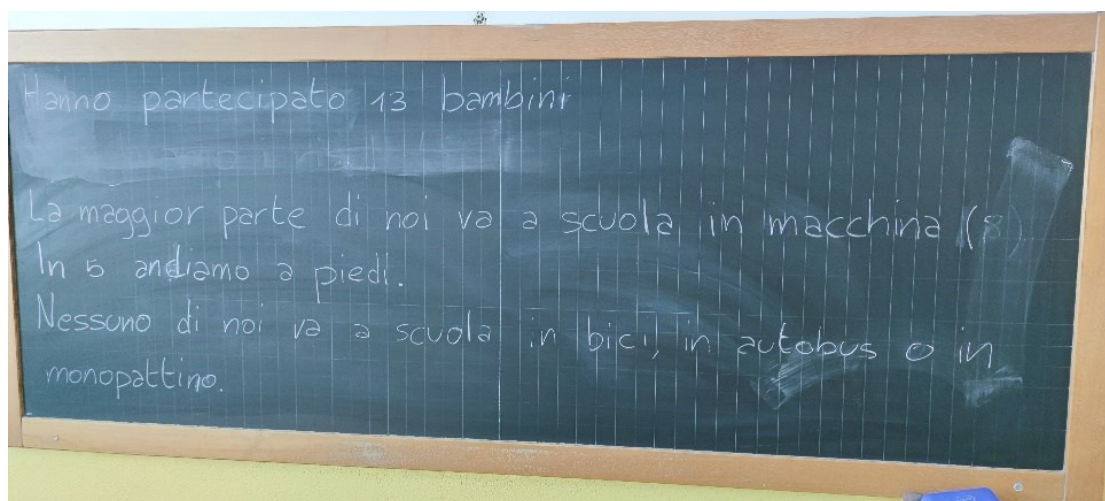 Hanno partecipato 13 bambini
La maggior parte di noi va a scuola in macchina (8)
In 5 andiamo a piedi.
Nessuno di noi va a scuola in bici, in autobus o in
monopattino.